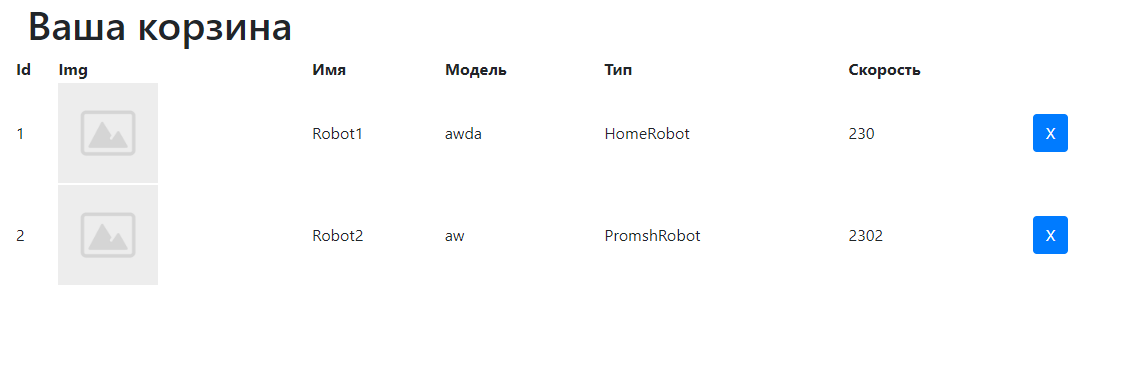 Ваша корзина
Id Img Имя Модель Тип Скорость
1 Robot1 awda HomeRobot 230 X
2 Robot2 aw PromshRobot 2302 X